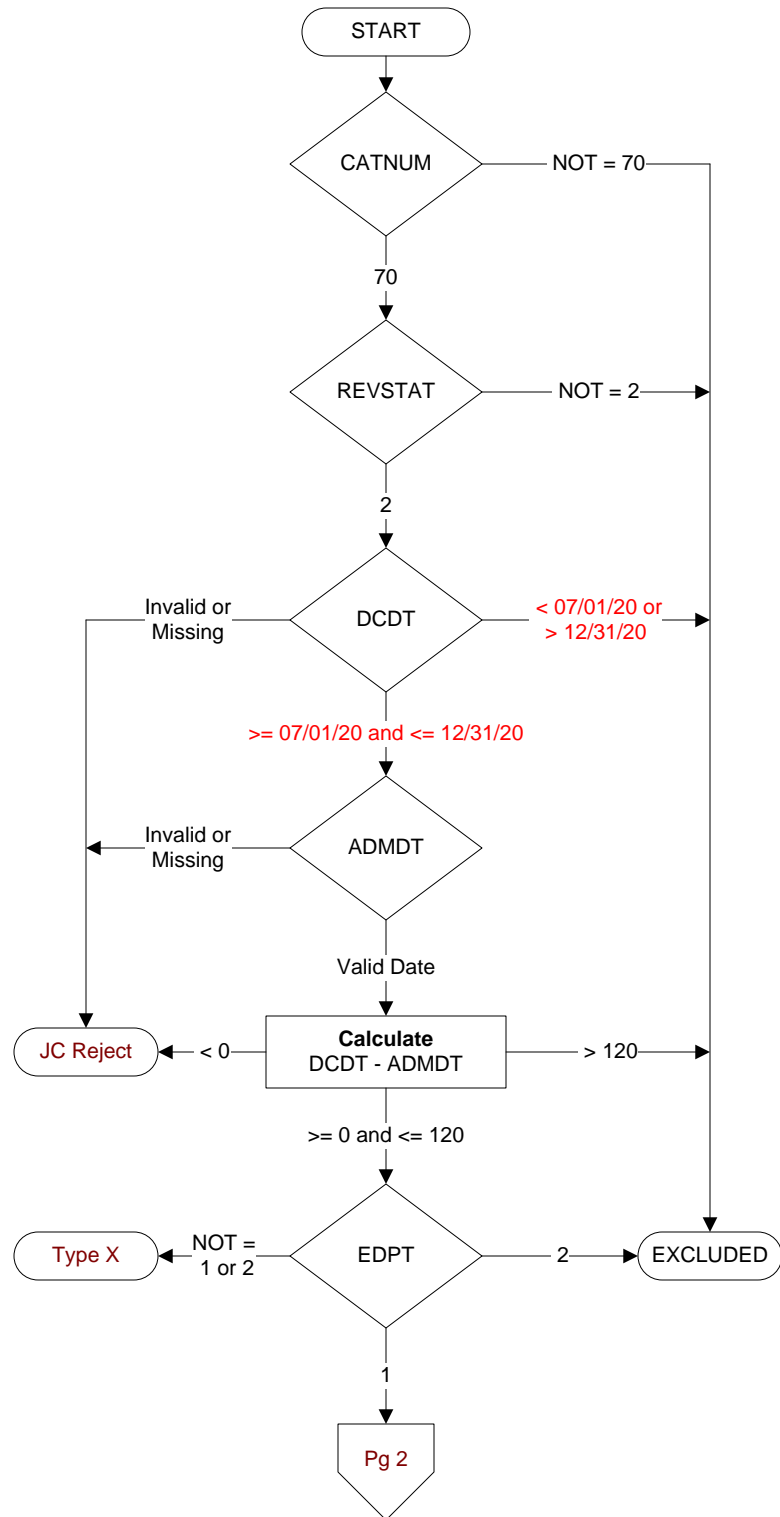 START
CATNUM
NOT = 70
70
REVSTAT
NOT = 2
2
Invalid or
Missing
DCDT
< 07/01/20 or
> 12/31/20
>= 07/01/20 and <= 12/31/20
Invalid or
Missing
ADMDT
Valid Date
JC Reject
< 0
Calculate
DCDT - ADMDT
> 120
>= 0 and <= 120
Type X
NOT =
1 or 2
EDPT
2
EXCLUDED
1
Pg 2